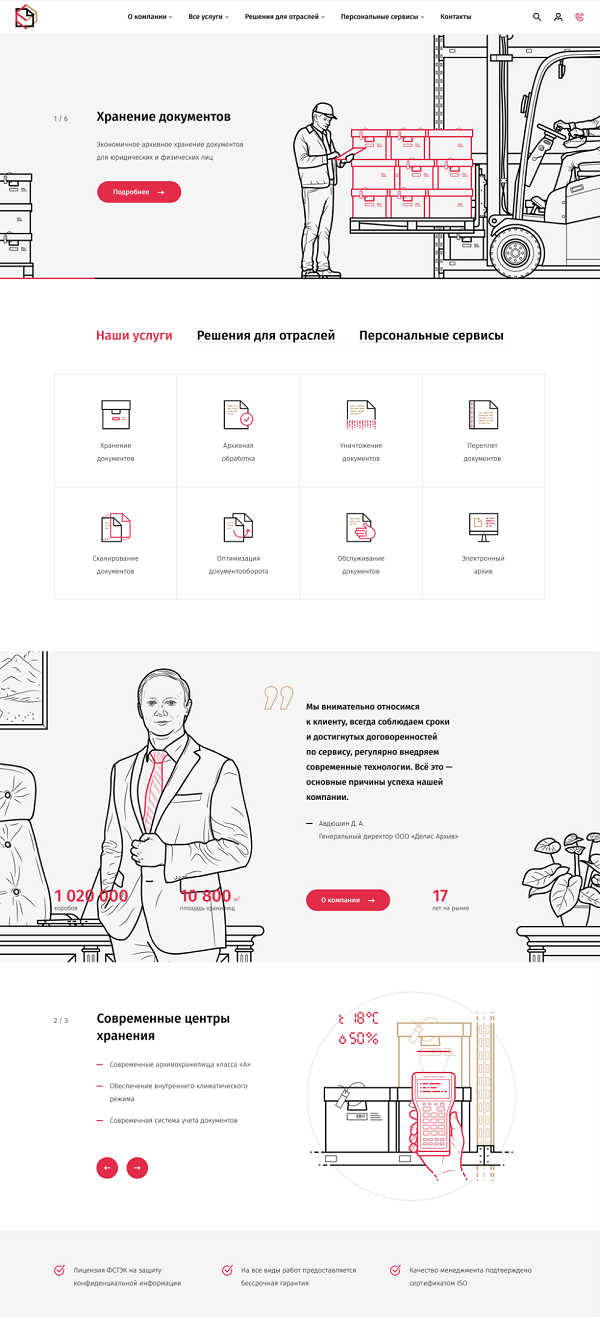 О компании
Все услуги
Решения для отраслей
Персональные сервисы
Контакты
1 / 6
Хранение документов
Экономичное архивное хранение документов
для юридических и физических лиц
Подробнее
Наши услуги
Решения для отраслей
Персональные сервисы
Хранение
документов
Архивная
обработка
Уничтожение
документов
Переплет
документов
Сканирование
документов
Оптимизация
документооборота
Обслуживание
документов
Электронный
архив
Мы внимательно относимся
к клиенту, всегда соблюдаем сроки
и достигнутых договоренностей
по сервису, регулярно внедряем
современные технологии. Всё это —
основные причины успеха нашей
компании.
— Авдюшин Д. А.
Генеральный директор ООО «Делис Архив»
1 020 000
коробов
10 800 м²
площадь хранилищ
О компании
17
лет на рынке
2 / 3
Современные центры
хранения
Современные архивохранилища класса «А»
Обеспечение внутреннего климатического
режима
Современная система учета документов
t 18°C
50%
Лицензия ФСТЭК на защиту
конфиденциальной информации
На все виды работ предоставляется
бессрочная гарантия
Качество менеджмента подтверждено
сертификатом ISO